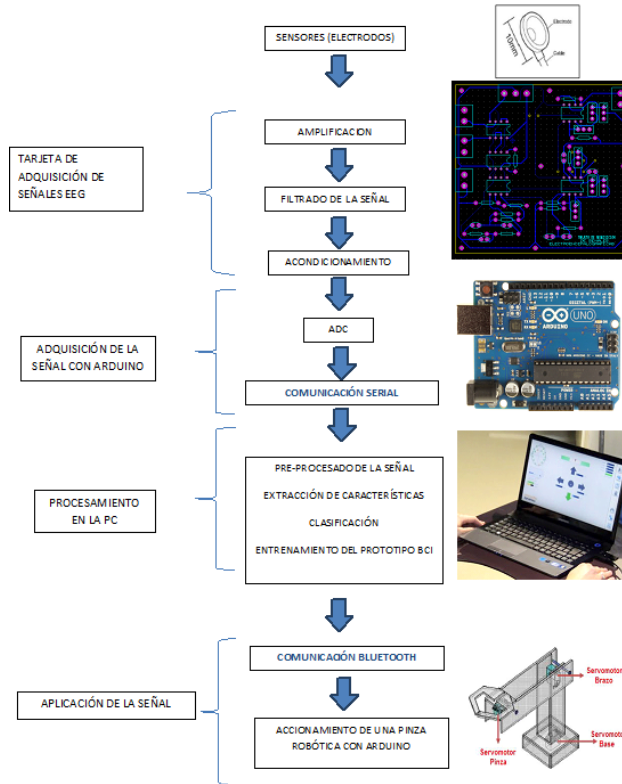 SENSORES (ELECTRODOS)
10mm
Electrodo
Cable
TARJETA DE
ADQUISICIÓN DE
SEÑALES EEG
AMPLIFICACION
FILTRADO DE LA SEÑAL
ACONDICIONAMIENTO
ADQUISICIÓN DE LA
SEÑAL CON ARDUINO
ADC
COMUNICACIÓN SERIAL
UNO
ARDUINO
PROCESAMIENTO
EN LA PC
PRE-PROCESADO DE LA SEÑAL
EXTRACCIÓN DE CARACTERÍSTICAS
CLASIFICACIÓN
ENTRENAMIENTO DEL PROTOTIPO BCI
APLICACIÓN DE LA SEÑAL
COMUNICACIÓN BLUETOOTH
ACCIONAMIENTO DE UNA PINZA
ROBÓTICA CON ARDUINO
Servomotor
Brazo
Servomotor
Base
Servomotor
Pinza